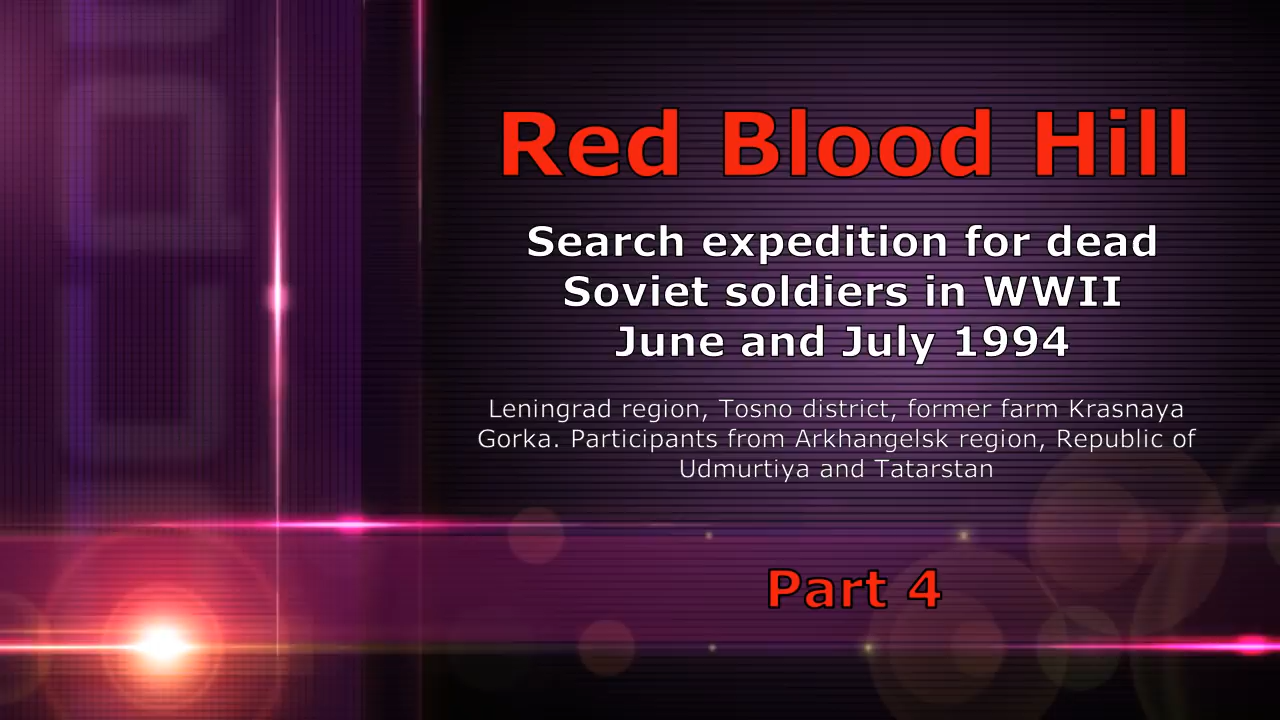 Red Blood Hill
Search expedition for dead
Soviet soldiers in WWII
June and July 1994
Leningrad region, Tosno district, former farm Krasnaya
Gorka. Participants from Arkhangelsk region, Republic of
Udmurtiya and Tatarstan
Part 4